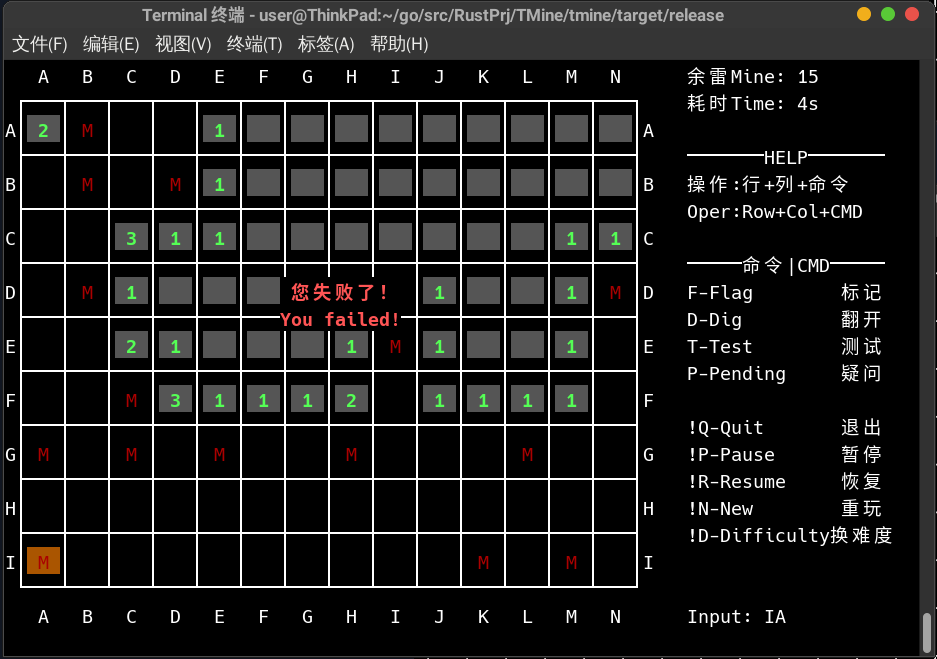 Terminal 终端 - user@ThinkPad:~/go/src/RustPrj/TMine/tmine/target/release
文件(F) 编辑(E) 视图(V) 终端(T) 标签(A) 帮助(H)
A B C D E F G H I J K L M N 余雷Mine: 15
耗时Time: 4s
A 2 M 1 A
HELP
B M M 1 B 操作:行+列+命令
Oper:Row+Col+CMD
C 3 1 1 1 1 C
命令|CMD
D M 1 您失败了! 1 1 M D F-Flag 标记
You failed! D-Dig 翻开
E 2 1 1 M 1 1 E T-Test 测试
P-Pending 疑问
F M 3 1 1 1 2 1 1 1 1 F
!Q-Quit 退出
G M M M M M G !P-Pause 暂停
!R-Resume 恢复
H H !N-New 重玩
!D-Difficulty换难度
I M M M I
A B C D E F G H I J K L M N Input: IA